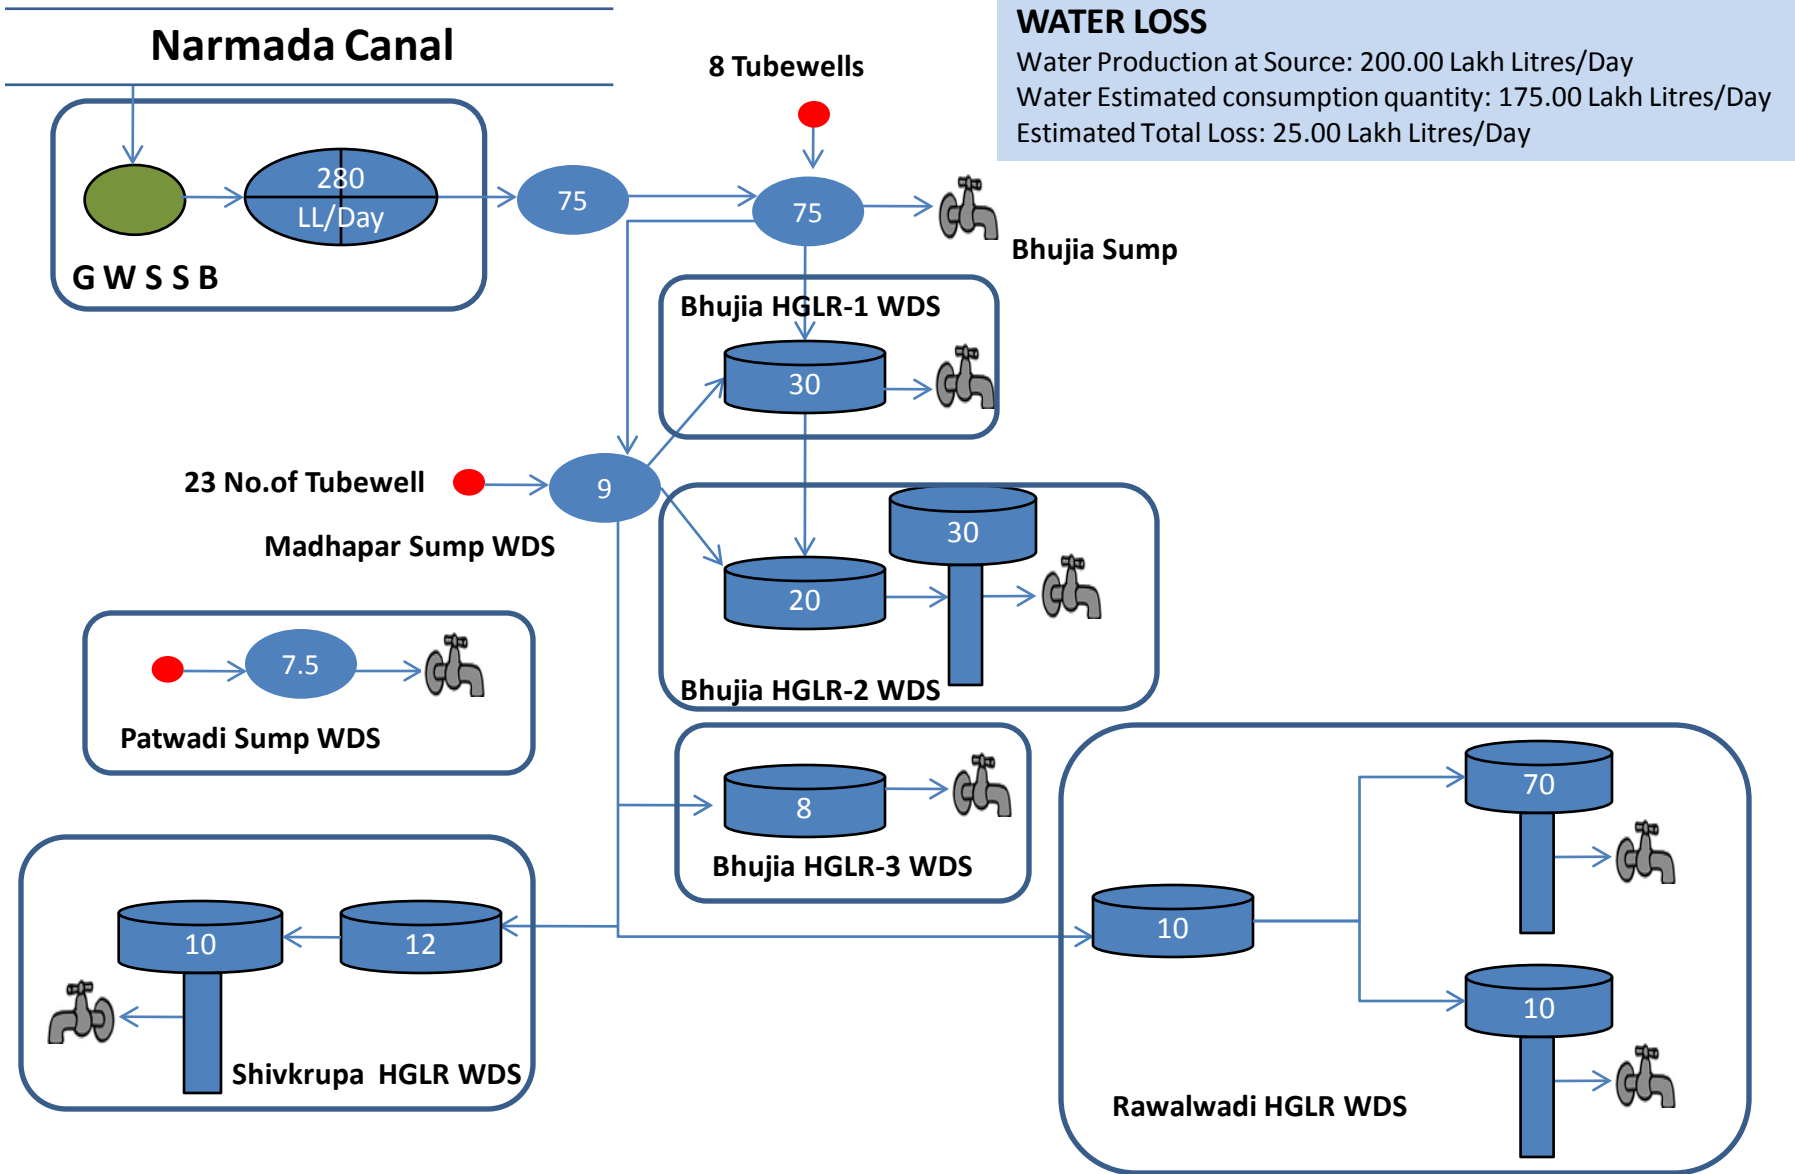 Narmada Canal
WATER LOSS
Water Production at Source: 200.00 Lakh Litres/Day
Water Estimated consumption quantity: 175.00 Lakh Litres/Day
Estimated Total Loss: 25.00 Lakh Litres/Day
8 Tubewells
280
LL/Day
75
75
G W S S B
Bhujia Sump
Bhujia HGLR-1 WDS
30
23 No.of Tubewell
9
Madhapar Sump WDS
30
20
Bhujia HGLR-2 WDS
7.5
Patwadi Sump WDS
8
Bhujia HGLR-3 WDS
70
10
12
10
10
Shivkrupa HGLR WDS
Rawalwadi HGLR WDS